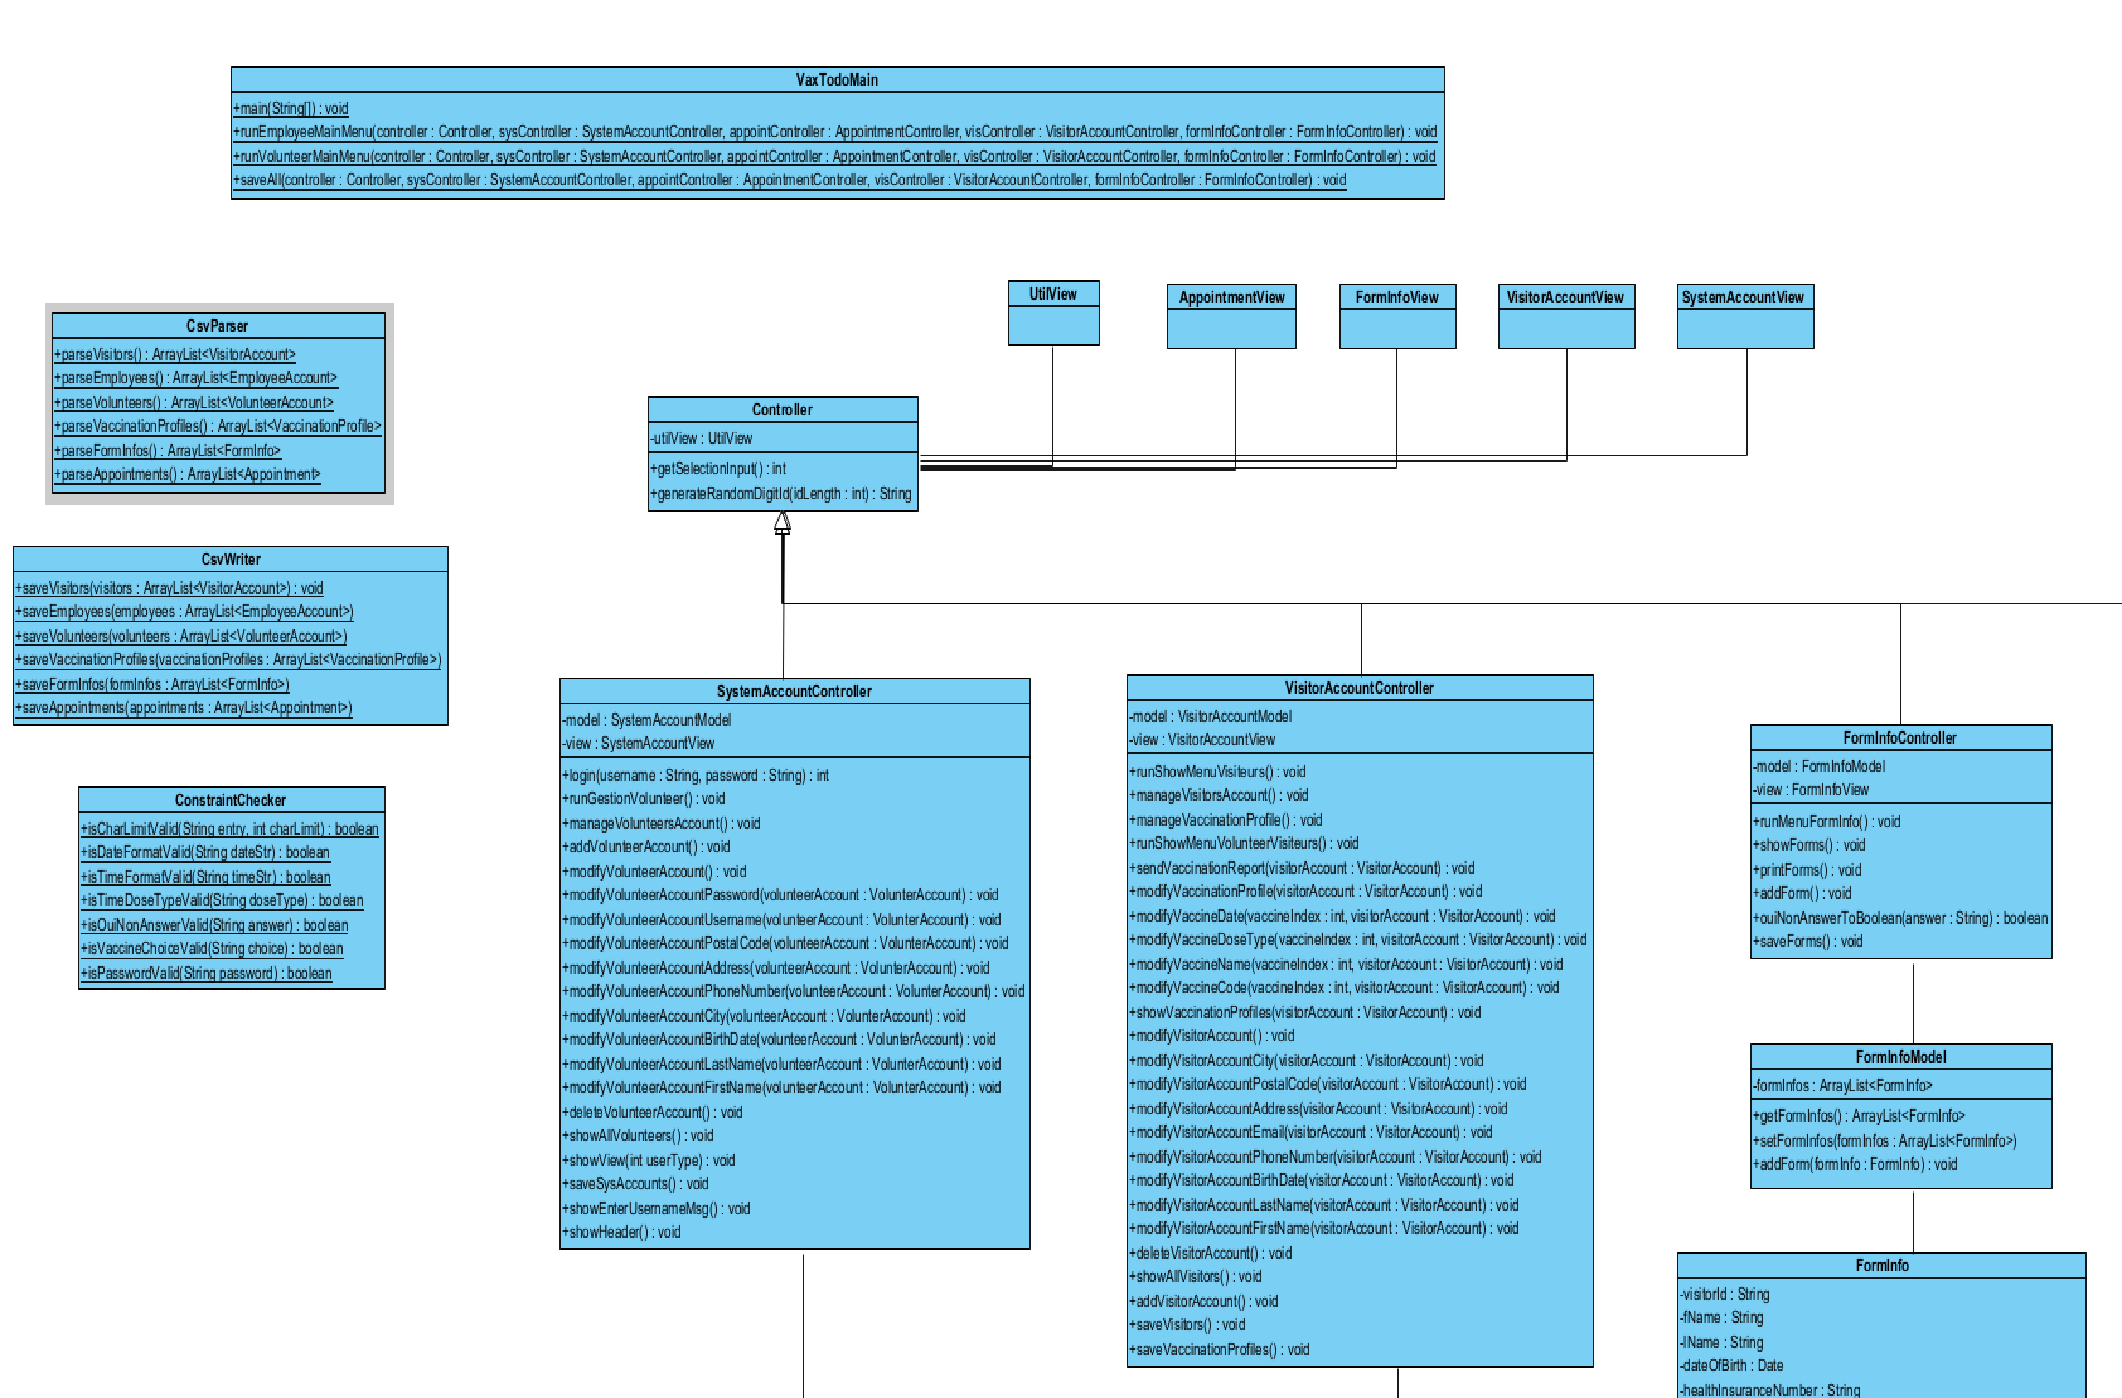 VaxTodoMain
+main(String[]) : void
+runEmployeeMainMenu(controller : Controller, sysController : SystemAccountController, appointController : AppointmentController, visController : VisitorAccountController, formInfoController : FormInfoController) : void
+runVolunteerMainMenu(controller : Controller, sysController : SystemAccountController, appointController : AppointmentController, visController : VisitorAccountController, formInfoController : FormInfoController) : void
+saveAll(controller : Controller, sysController : SystemAccountController, appointController : AppointmentController, visController : VisitorAccountController, formInfoController : FormInfoController) : void
UtilView
AppointmentView
FormInfoView
VisitorAccountView
SystemAccountView
CsvParser
+parseVisitors() : ArrayList<VisitorAccount>
+parseEmployees() : ArrayList<EmployeeAccount>
+parseVolunteers() : ArrayList<VolunteerAccount>
+parseVaccinationProfiles() : ArrayList<VaccinationProfile>
+parseFormInfos() : ArrayList<FormInfo>
+parseAppointments() : ArrayList<Appointment>
Controller
-utilView : UtilView
+getSelectionInput() : int
+generateRandomDigitId(idLength : int) : String
CsvWriter
+saveVisitors(visitors : ArrayList<VisitorAccount>) : void
+saveEmployees(employees : ArrayList<EmployeeAccount>)
+saveVolunteers(volunteers : ArrayList<VolunteerAccount>)
+saveVaccinationProfiles(vaccinationProfiles : ArrayList<VaccinationProfile>)
+saveFormInfos(formInfos : ArrayList<FormInfo>)
+saveAppointments(appointments : ArrayList<Appointment>)
ConstraintChecker
+isCharLimitValid(String entry, int charLimit) : boolean
+isDateFormatValid(String dateStr) : boolean
+isTimeFormatValid(String timeStr) : boolean
+isTimeDoseTypeValid(String doseType) : boolean
+isOuiNonAnswerValid(String answer) : boolean
+isVaccineChoiceValid(String choice) : boolean
+isPasswordValid(String password) : boolean
SystemAccountController
-model : SystemAccountModel
-view : SystemAccountView
+login(username : String, password : String) : int
+runGestionVolunteer() : void
+manageVolunteersAccount() : void
+addVolunteerAccount() : void
+modifyVolunteerAccount() : void
+modifyVolunteerAccountPassword(volunteerAccount : VolunterAccount) : void
+modifyVolunteerAccountUsername(volunteerAccount : VolunterAccount) : void
+modifyVolunteerAccountPostalCode(volunteerAccount : VolunterAccount) : void
+modifyVolunteerAccountAddress(volunteerAccount : VolunterAccount) : void
+modifyVolunteerAccountPhoneNumber(volunteerAccount : VolunterAccount) : void
+modifyVolunteerAccountCity(volunteerAccount : VolunterAccount) : void
+modifyVolunteerAccountBirthDate(volunteerAccount : VolunterAccount) : void
+modifyVolunteerAccountLastName(volunteerAccount : VolunterAccount) : void
+modifyVolunteerAccountFirstName(volunteerAccount : VolunterAccount) : void
+deleteVolunteerAccount() : void
+showAllVolunteers() : void
+showView(int userType) : void
+saveSysAccounts() : void
+showEnterUsernameMsg() : void
+showHeader() : void
VisitorAccountController
-model : VisitorAccountModel
-view : VisitorAccountView
+runShowMenuVisiteurs() : void
+manageVisitorsAccount() : void
+manageVaccinationProfile() : void
+runShowMenuVolunteerVisiteurs() : void
+sendVaccinationReport(visitorAccount : VisitorAccount) : void
+modifyVaccinationProfile(visitorAccount : VisitorAccount) : void
+modifyVaccineDate(vaccineIndex : int, visitorAccount : VisitorAccount) : void
+modifyVaccineDoseType(vaccineIndex : int, visitorAccount : VisitorAccount) : void
+modifyVaccineName(vaccineIndex : int, visitorAccount : VisitorAccount) : void
+modifyVaccineCode(vaccineIndex : int, visitorAccount : VisitorAccount) : void
+showVaccinationProfiles(visitorAccount : VisitorAccount) : void
+modifyVisitorAccount() : void
+modifyVisitorAccountCity(visitorAccount : VisitorAccount) : void
+modifyVisitorAccountPostalCode(visitorAccount : VisitorAccount) : void
+modifyVisitorAccountAddress(visitorAccount : VisitorAccount) : void
+modifyVisitorAccountEmail(visitorAccount : VisitorAccount) : void
+modifyVisitorAccountPhoneNumber(visitorAccount : VisitorAccount) : void
+modifyVisitorAccountBirthDate(visitorAccount : VisitorAccount) : void
+modifyVisitorAccountLastName(visitorAccount : VisitorAccount) : void
+modifyVisitorAccountFirstName(visitorAccount : VisitorAccount) : void
+deleteVisitorAccount() : void
+showAllVisitors() : void
+addVisitorAccount() : void
+saveVisitors() : void
+saveVaccinationProfiles() : void
FormInfoController
-model : FormInfoModel
-view : FormInfoView
+runMenuFormInfo() : void
+showForms() : void
+printForms() : void
+addForm() : void
+ouiNonAnswerToBoolean(answer : String) : boolean
+saveForms() : void
FormInfoModel
-formInfos : ArrayList<FormInfo>
+getFormInfos() : ArrayList<FormInfo>
+setFormInfos(formInfos : ArrayList<FormInfo>)
+addForm(formInfo : FormInfo) : void
FormInfo
-visitorId : String
-fName : String
-lName : String
-dateOfBirth : Date
-healthInsuranceNumber : String